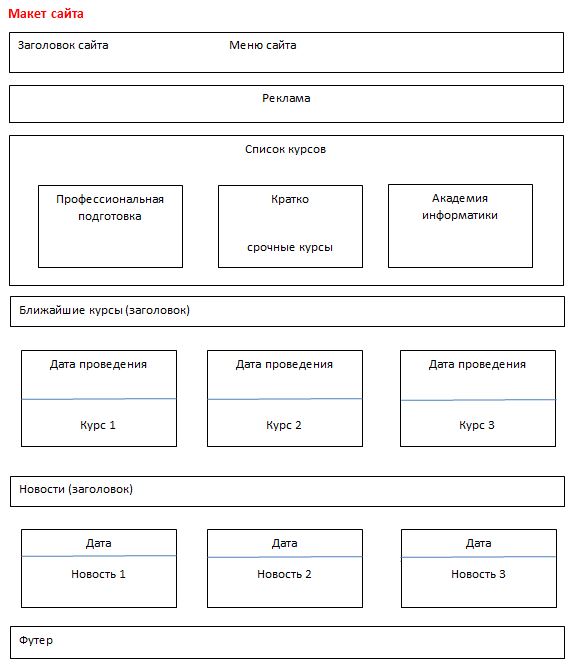 Макет сайта
Заголовок сайта Меню сайта
Реклама
Список курсов
Профессиональная
подготовка
Кратко
срочные курсы
Академия
информатики
Ближайшие курсы (заголовок)
Дата проведения
Курс 1
Дата проведения
Курс 2
Дата проведения
Курс 3
Новости (заголовок)
Дата
Новость 1
Дата
Новость 2
Дата
Новость 3
Футер